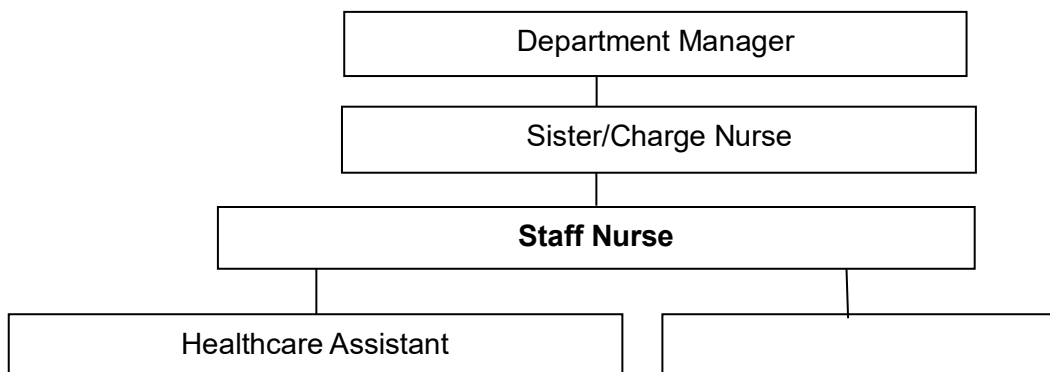 Department Manager
Sister/Charge Nurse
Staff Nurse
Healthcare Assistant